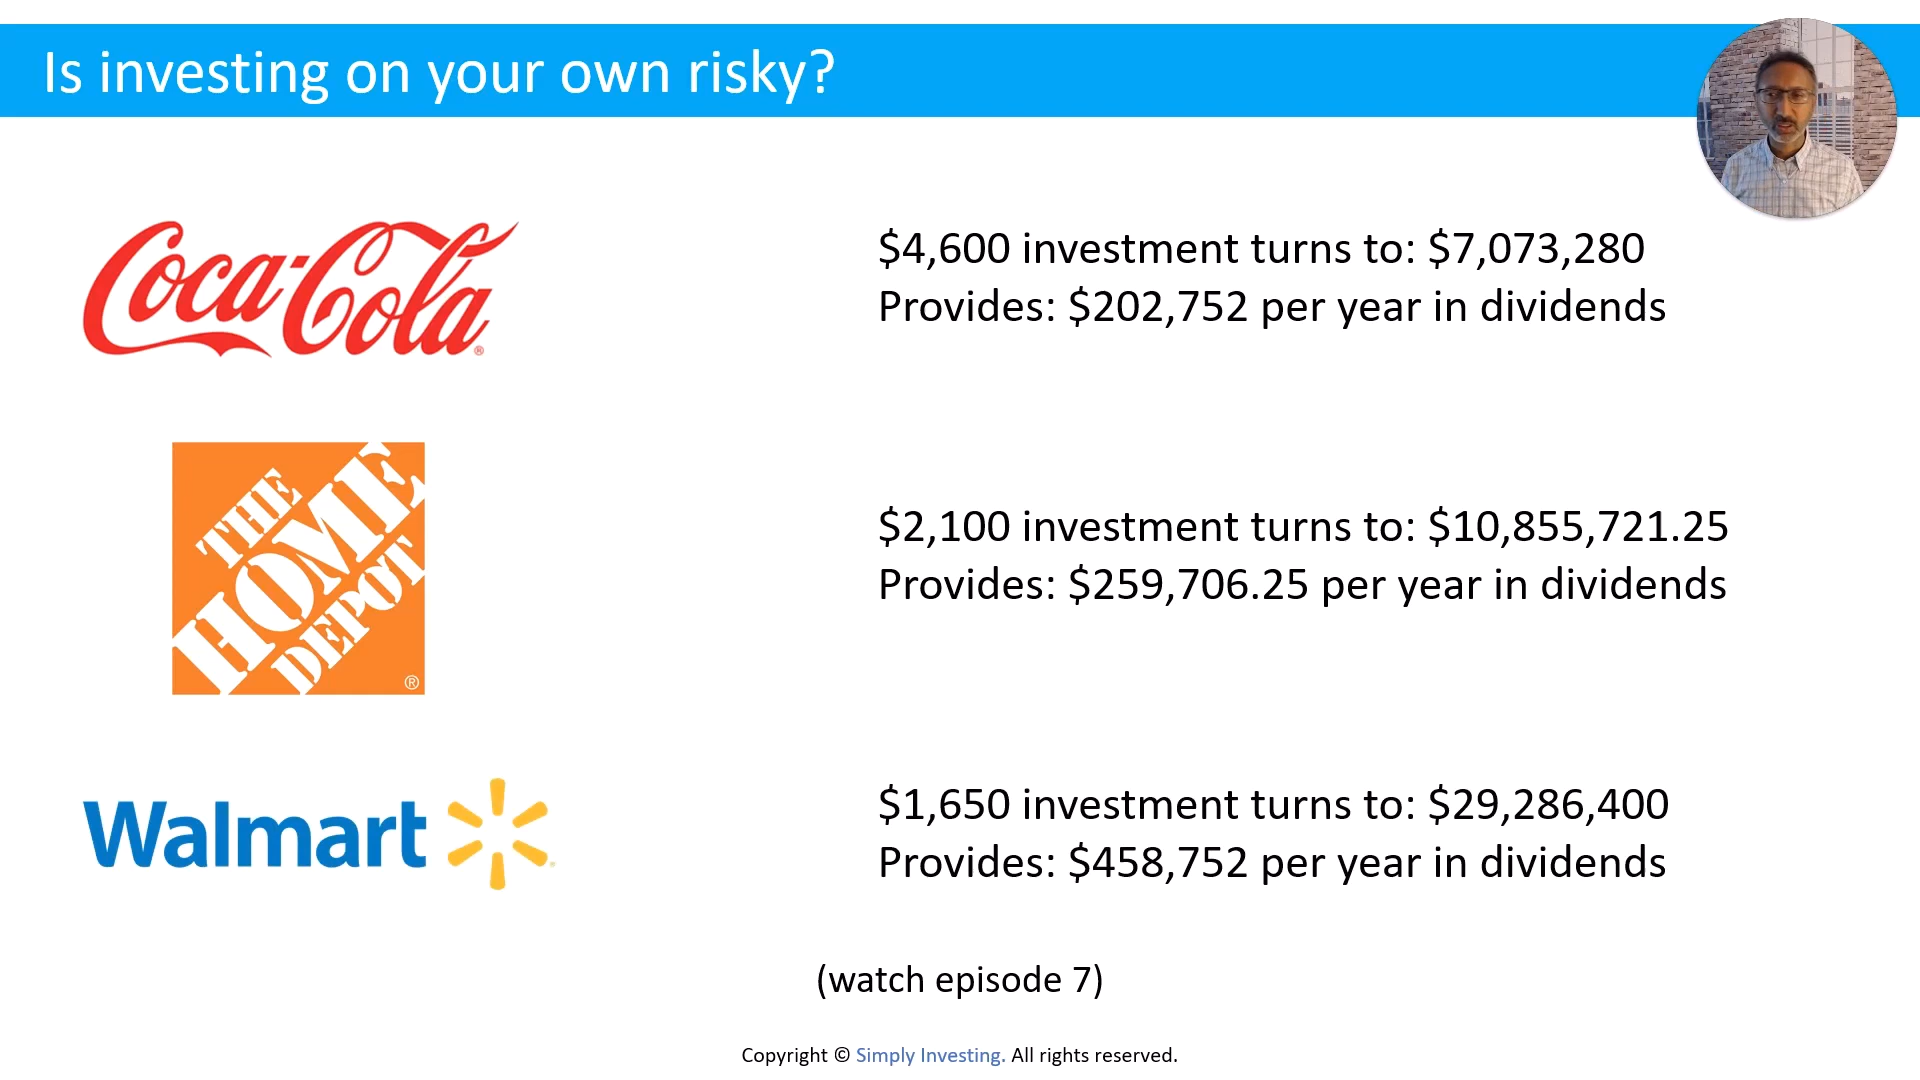 Is investing on your own risky?
Coca-Cola®
$4,600 investment turns to: $7,073,280
Provides: $202,752 per year in dividends
THE
HOME
DEPOT
®
$2,100 investment turns to: $10,855,721.25
Provides: $259,706.25 per year in dividends
Walmart
$1,650 investment turns to: $29,286,400
Provides: $458,752 per year in dividends
(watch episode 7)
Copyright © Simply Investing. All rights reserved.